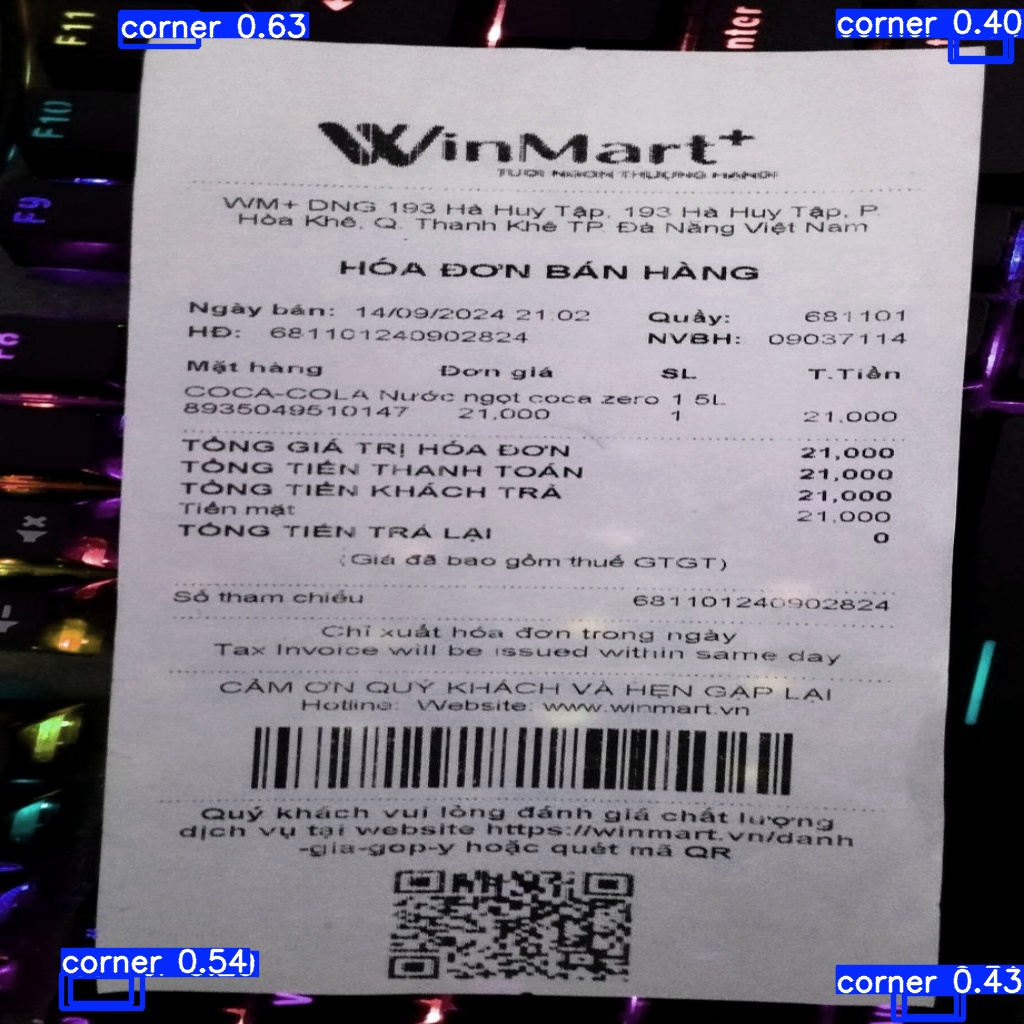 corner 0.63
corner 0.40
F11
F10
F9
nter
WinMart+
TƯƠI NGON THƯỢNG HẠNG!
WM+ DNG 193 Hà Huy Tập, 193 Hà Huy Tập, P.
Hòa Khê, Q. Thanh Khê TP. Đà Nẵng Việt Nam
HÓA ĐƠN BÁN HÀNG
Ngày bán: 14/09/2024 21:02 Quầy: 681101
HĐ: 681101240902824 NVBH: 09037114
Mặt hàng Đơn giá SL T.Tiền
COCA-COLA Nước ngọt coca zero 1.5L
8935049510147 21,000 1 21,000
TỔNG GIÁ TRỊ HÓA ĐƠN 21,000
TỔNG TIỀN THANH TOÁN 21,000
TỔNG TIỀN KHÁCH TRẢ 21,000
Tiền mặt 21,000
TỔNG TIỀN TRẢ LẠI 0
(Giá đã bao gồm thuế GTGT)
Số tham chiếu 681101240902824
Chỉ xuất hóa đơn trong ngày
Tax Invoice will be issued within same day
CẢM ƠN QUÝ KHÁCH VÀ HẸN GẶP LẠI
Hotline: Website: www.winmart.vn
Quý khách vui lòng đánh giá chất lượng
dịch vụ tại website https://winmart.vn/danh
-gia-gop-y hoặc quét mã QR
corner 0.54
corner 0.43